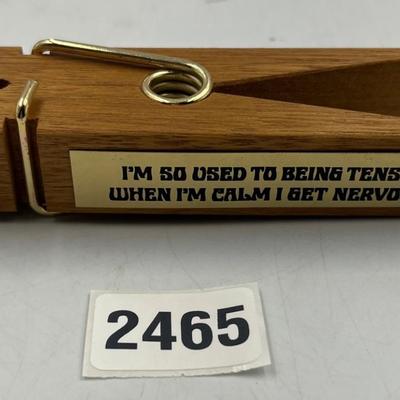 I'M SO USED TO BEING TENS
WHEN I'M CALM I GET NERVO
2465